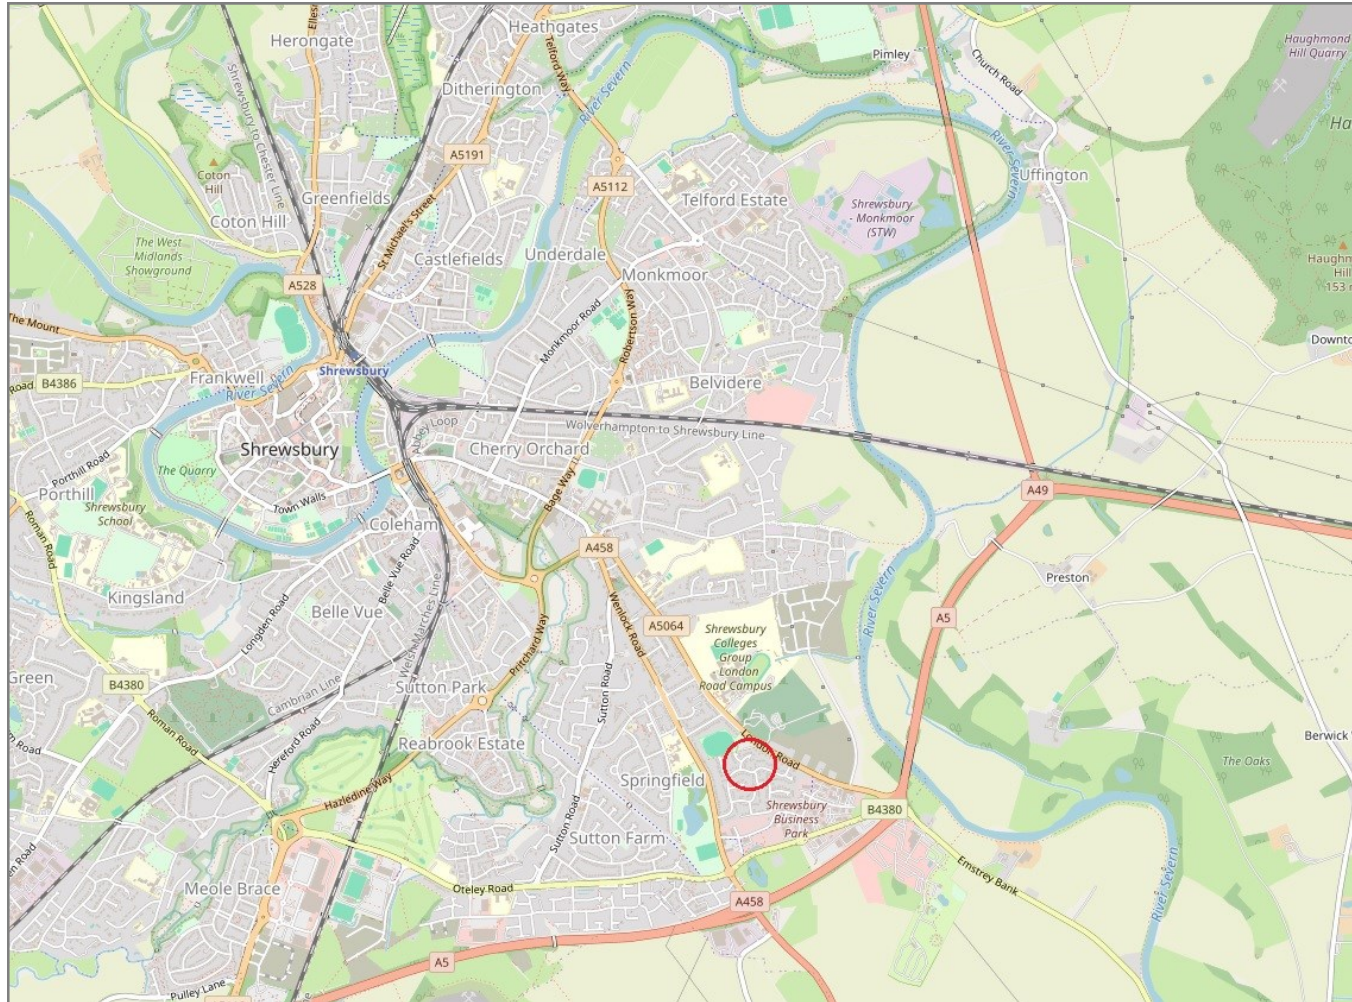 Heathgates
Herongate
Elles
Telford Way
Pimley
Church Road
Haughmond
Hill Quarry
Ditherington
Shrewsbury to Chester Line
River Severn
A5191
Coton
Hill
Greenfields
Coton Hill
St Michael's Street
A5112
Telford Estate
Shrewsbury
- Monkmoor
(STW)
River Severn
Uffington
Ha
The West
Midlands
Showground
Castlefields
Underdale
Monkmoor
A528
Haughm
Hill
153 m
The Mount
Monkmoor Road
Robertson Way
Downto
Shrewsbury
Frankwell
Road
B4386
River Severn
Belvidere
Abbey Loop
Wolverhampton to Shrewsbury Line
Shrewsbury
Cherry Orchard
The Quarry
Porthill Road
Porthill
Shrewsbury
School
Town Walls
Bage Way
A49
Roman Road
Coleham
A458
River Severn
Preston
Kingsland
Longden Road
Belle Vue
Belle Vue Road
Welsh Marches Line
Pritchard Way
Wenlock Road
A5064
A5
Shrewsbury
Colleges
Group
London
Road Campus
Green
B4380
Cambrian Line
Sutton Park
Sutton Road
Roman Road
Hereford Road
Reabrook Estate
London Road
Berwick
The Oaks
m Road
Springfield
Hazledine Way
Shrewsbury
Business
Park
B4380
Sutton Farm
Sutton Road
en Road
Emstrey Bank
Meole Brace
Oteley Road
A458
River Severn
A5
Pulley Lane